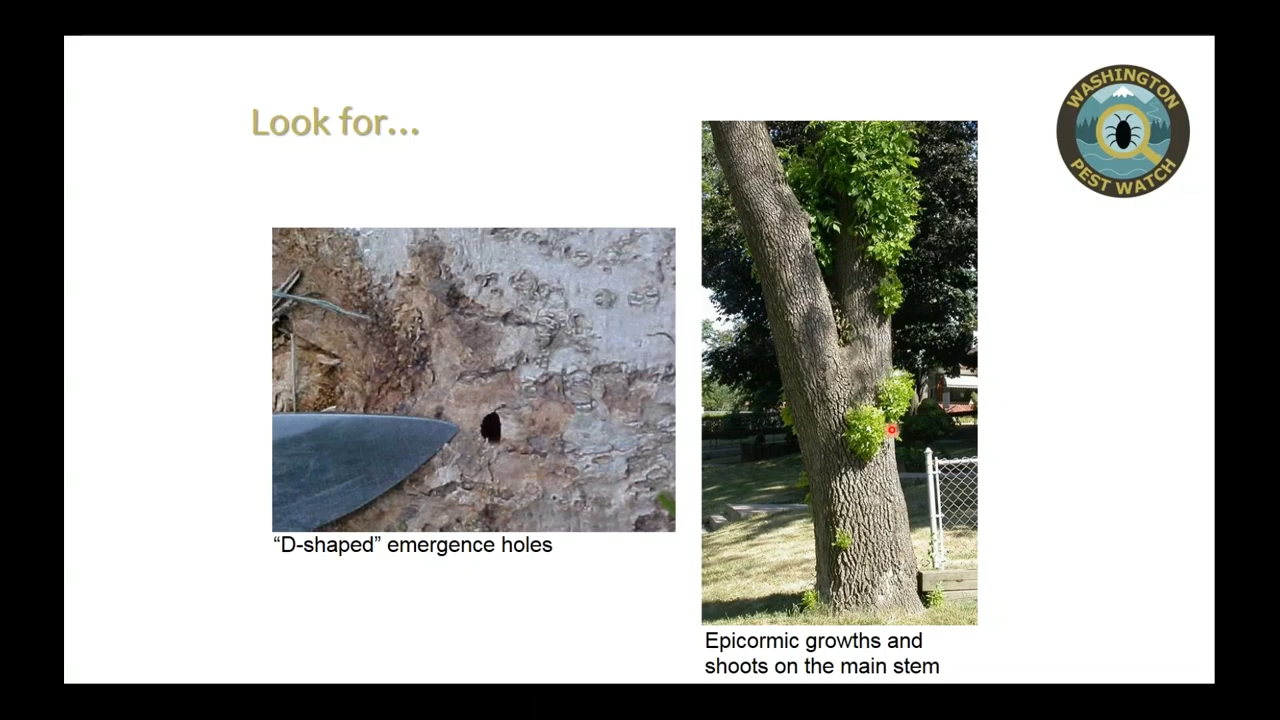 Look for...
WASHINGTON
PEST WATCH
“D-shaped” emergence holes
Epicormic growths and
shoots on the main stem